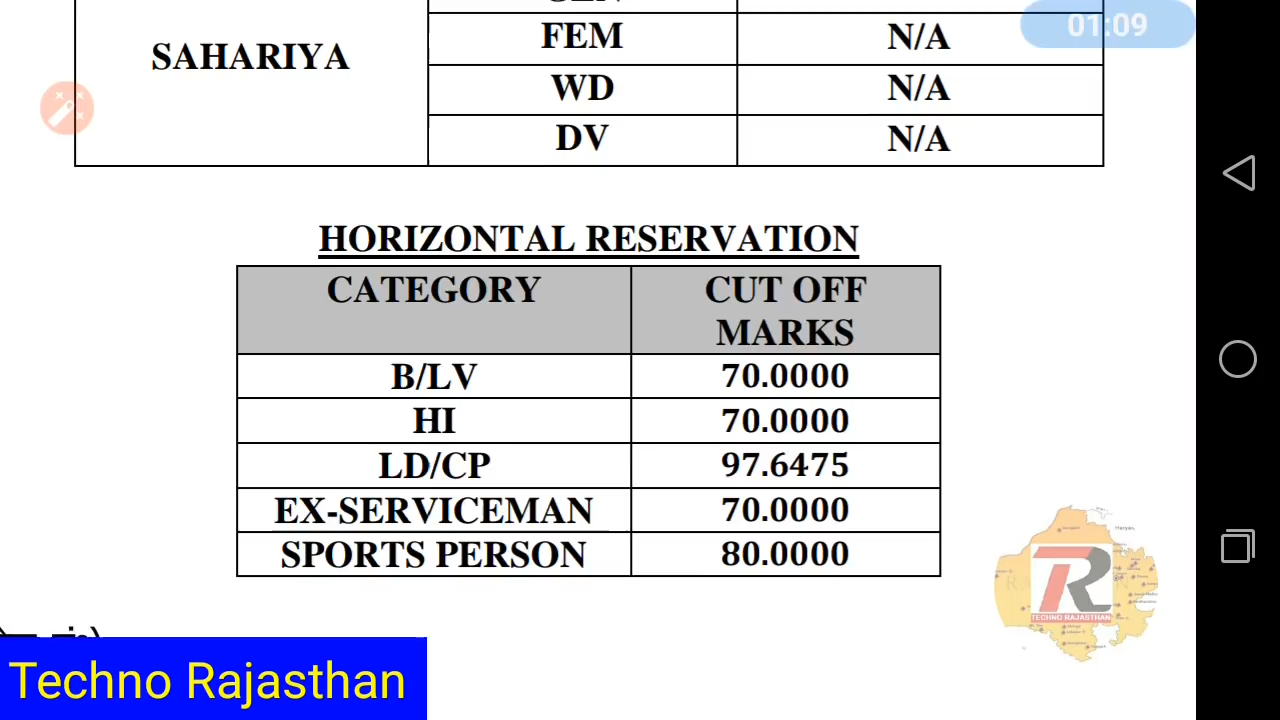 01:09
SAHARIYA
FEM N/A
WD N/A
DV N/A
HORIZONTAL RESERVATION
CATEGORY CUT OFF
MARKS
B/LV 70.0000
HI 70.0000
LD/CP 97.6475
EX-SERVICEMAN 70.0000
SPORTS PERSON 80.0000
TR
TECHNO RAJASTHAN
Techno Rajasthan